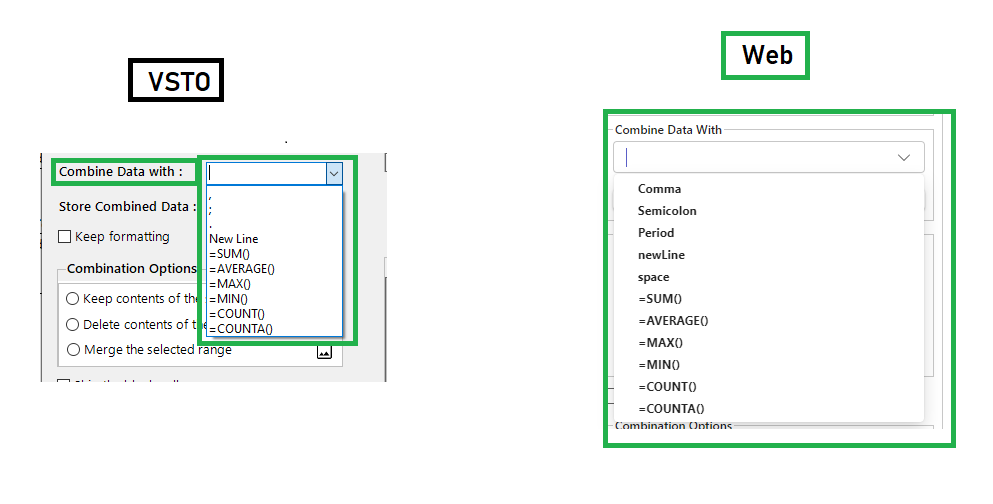 VSTO
Web
Combine Data with :
,
;
.
New Line
=SUM()
=AVERAGE()
=MAX()
=MIN()
=COUNT()
=COUNTA()
Store Combined Data :
Keep formatting
Combination Options
Keep contents of the
Delete contents of the
Merge the selected range
Combine Data With
Comma
Semicolon
Period
newLine
space
=SUM()
=AVERAGE()
=MAX()
=MIN()
=COUNT()
=COUNTA()
Combination Options